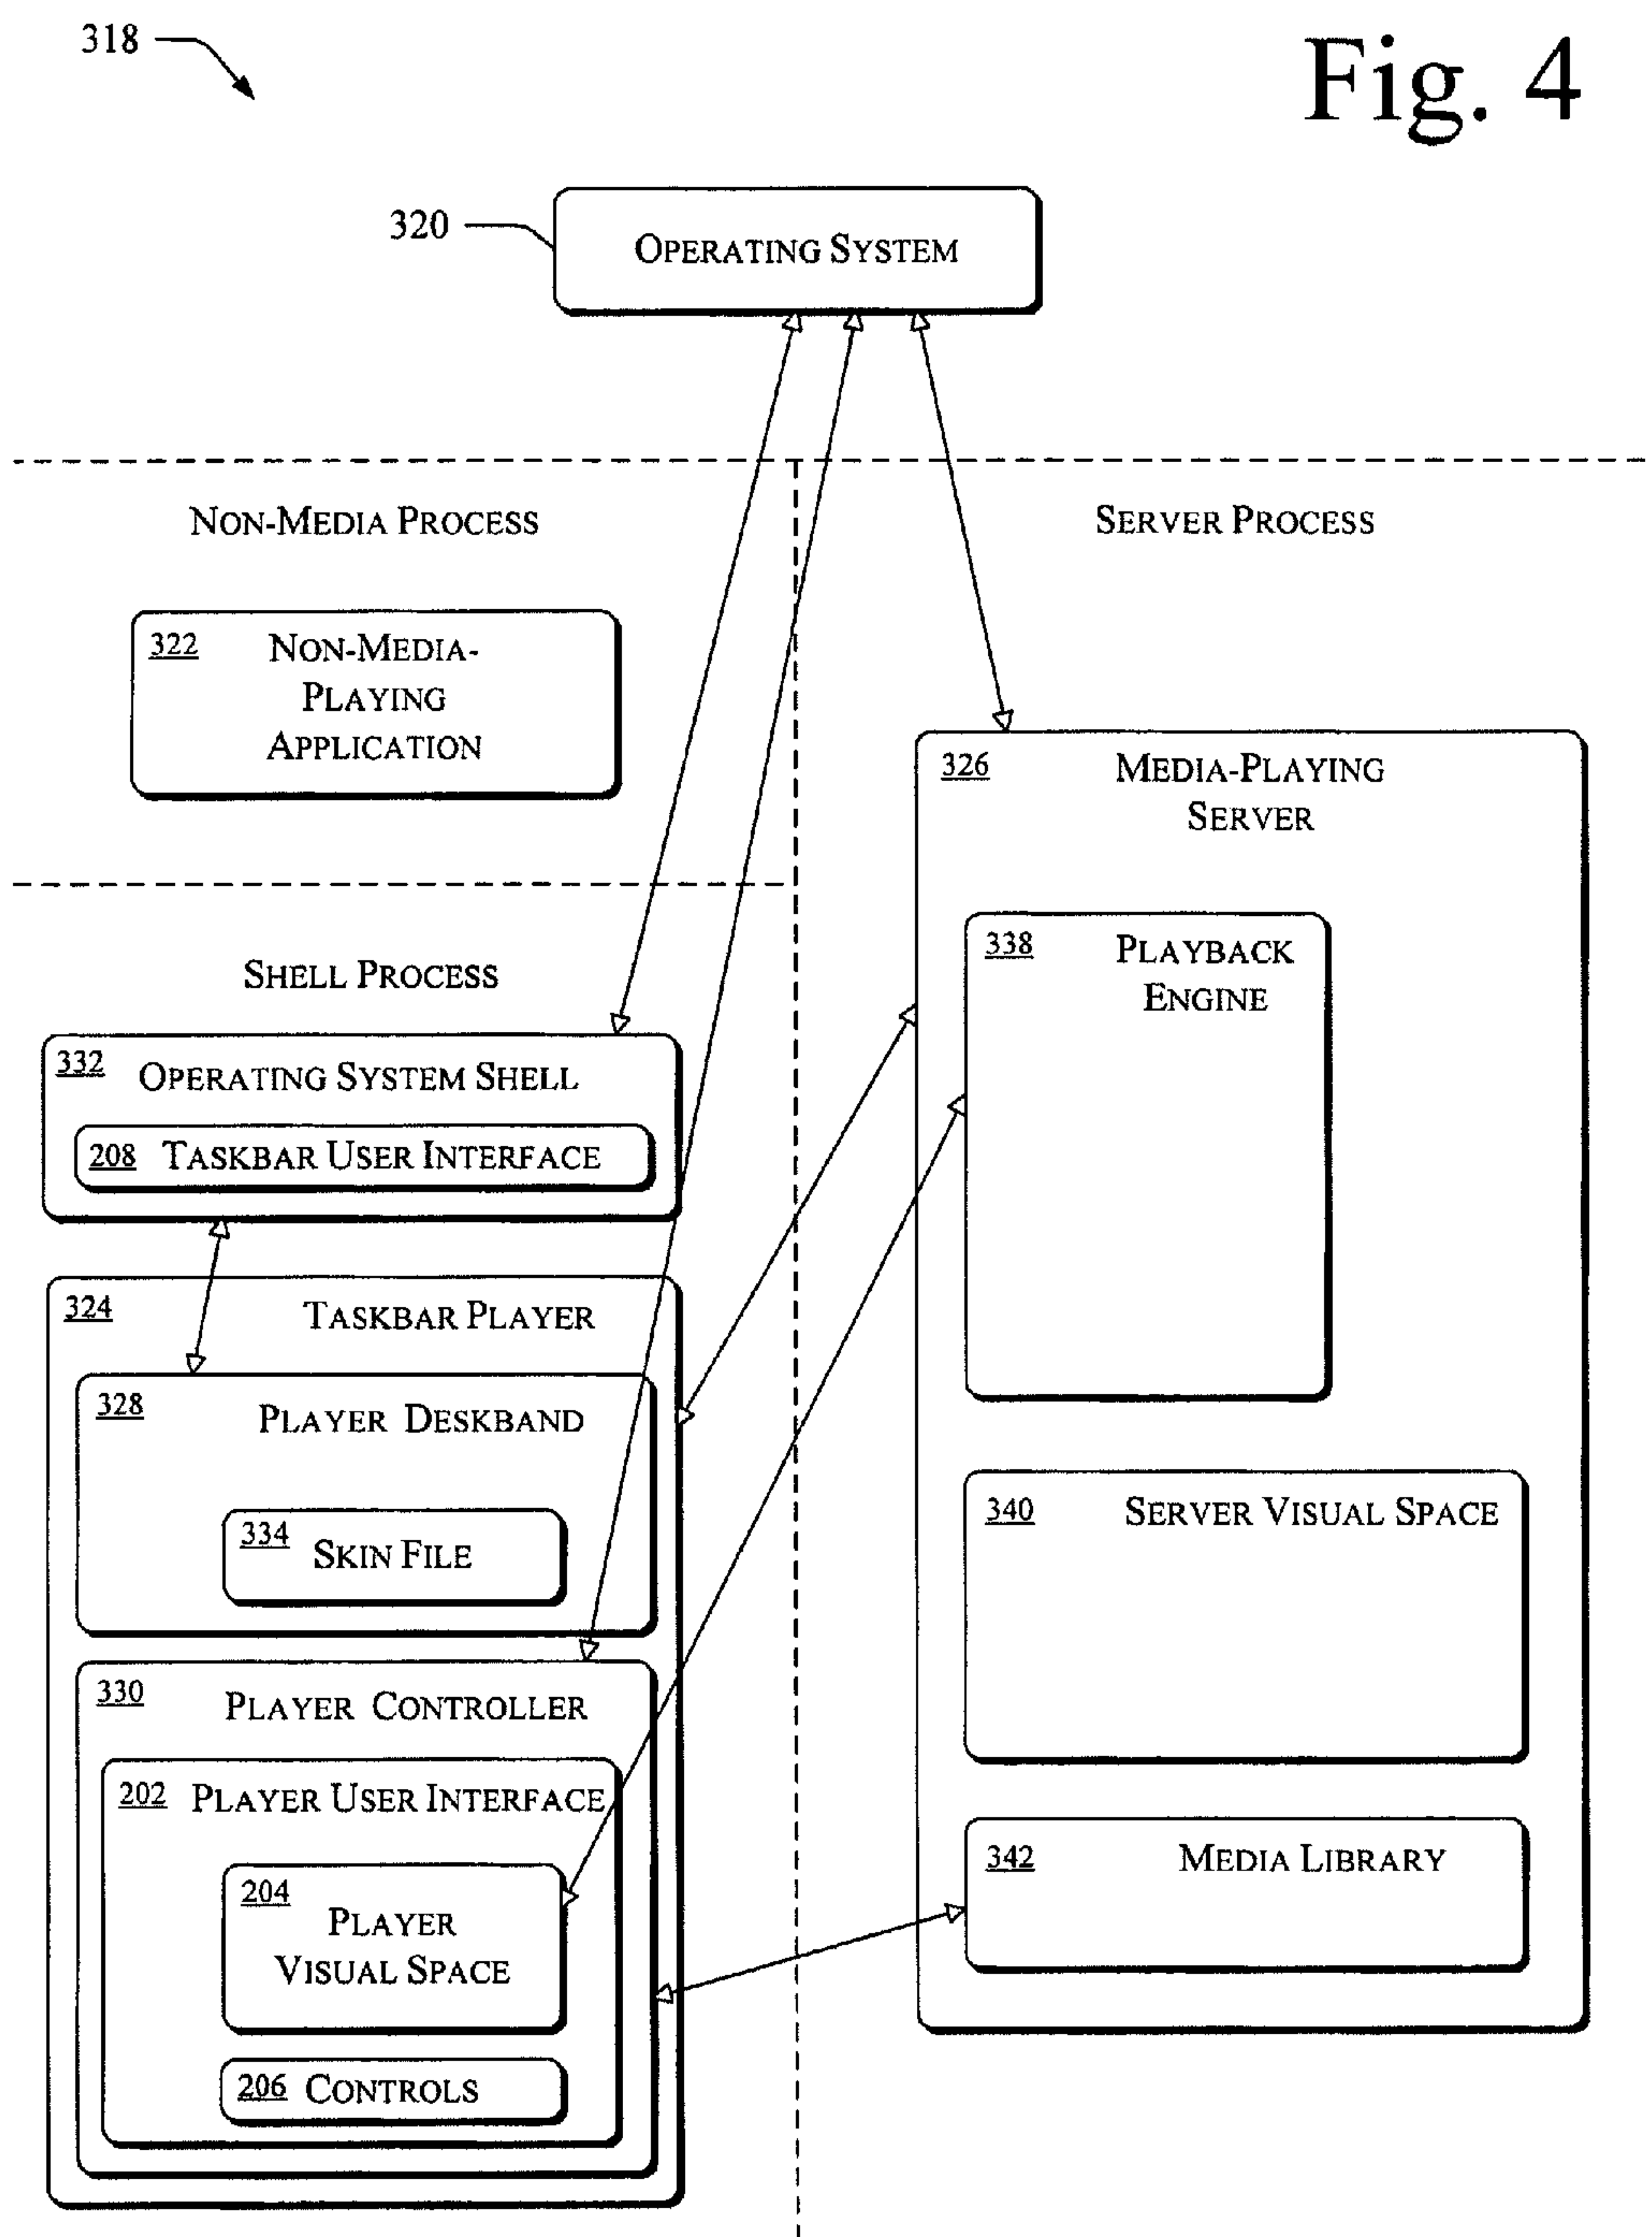 318
Fig. 4
320
OPERATING SYSTEM
NON-MEDIA PROCESS
SERVER PROCESS
322 NON-MEDIA-
PLAYING
APPLICATION
326 MEDIA-PLAYING
SERVER
338 PLAYBACK
ENGINE
SHELL PROCESS
332 OPERATING SYSTEM SHELL
208 TASKBAR USER INTERFACE
324 TASKBAR PLAYER
328 PLAYER DESKBAND
334 SKIN FILE
340 SERVER VISUAL SPACE
330 PLAYER CONTROLLER
202 PLAYER USER INTERFACE
204 PLAYER
VISUAL SPACE
206 CONTROLS
342 MEDIA LIBRARY